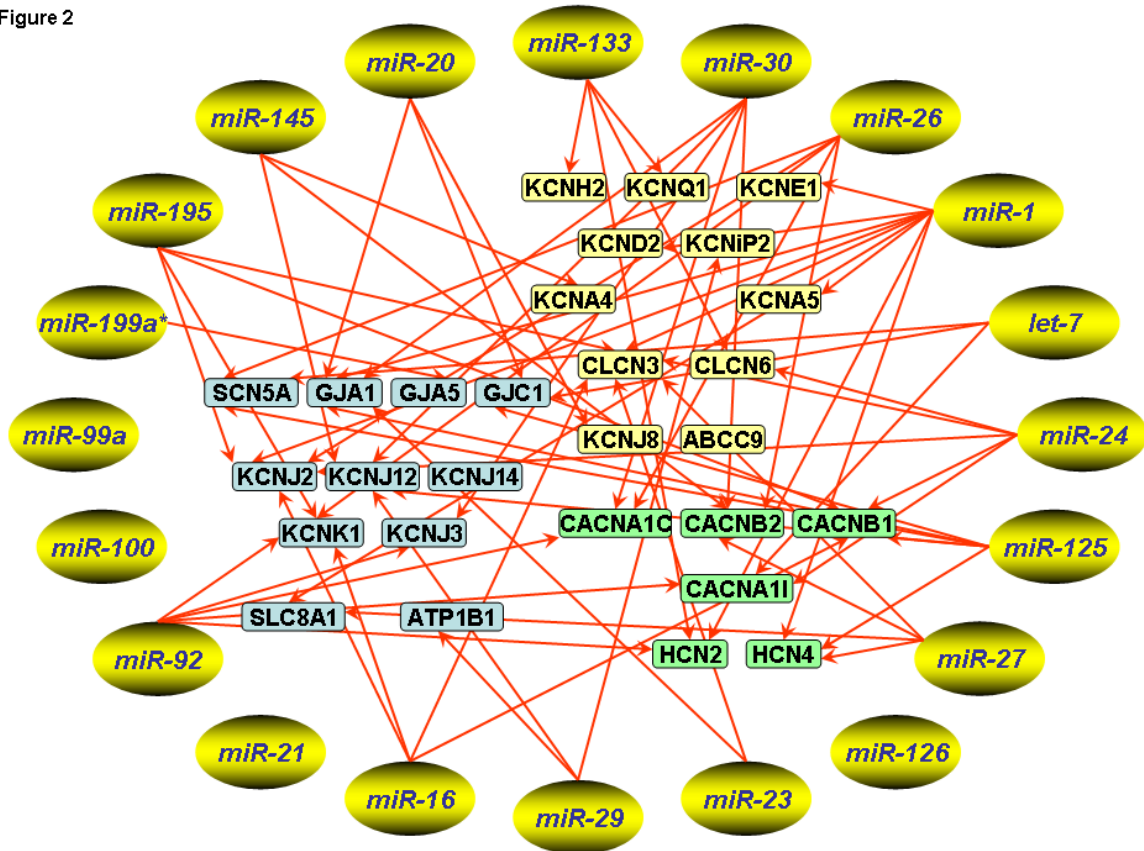 Figure 2
miR-133
miR-20
miR-30
miR-145
miR-26
KCNH2 KCNQ1 KCNE1
miR-195
miR-1
KCND2 KCNiP2
KCNA4 KCNA5
miR-199a*
let-7
CLCN3 CLCN6
SCN5A GJA1 GJA5 GJC1
miR-99a
KCNJ8 ABCC9
miR-24
KCNJ2 KCNJ12 KCNJ14
CACNA1C CACNB2 CACNB1
KCNK1 KCNJ3
miR-100
miR-125
CACNA1I
SLC8A1 ATP1B1
HCN2 HCN4
miR-92
miR-27
miR-21
miR-126
miR-16
miR-23
miR-29